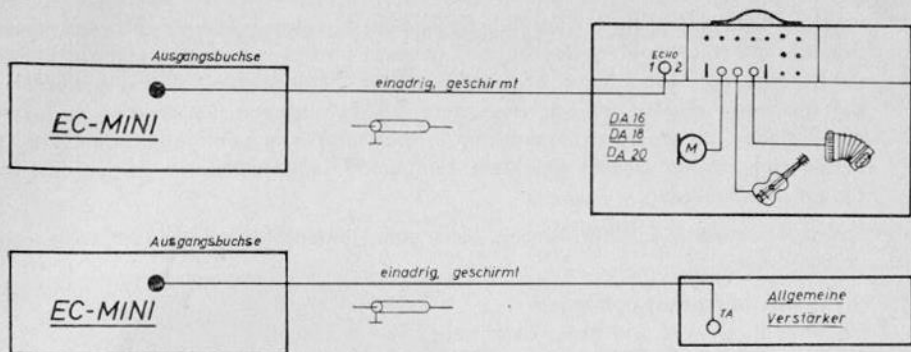 Ausgangsbuchse
EC-MINI
einadrig, geschirmt
ECHO
1 2
DA 16
DA 18
DA 20
M
Ausgangsbuchse
EC-MINI
einadrig, geschirmt
TA
Allgemeine
Verstärker